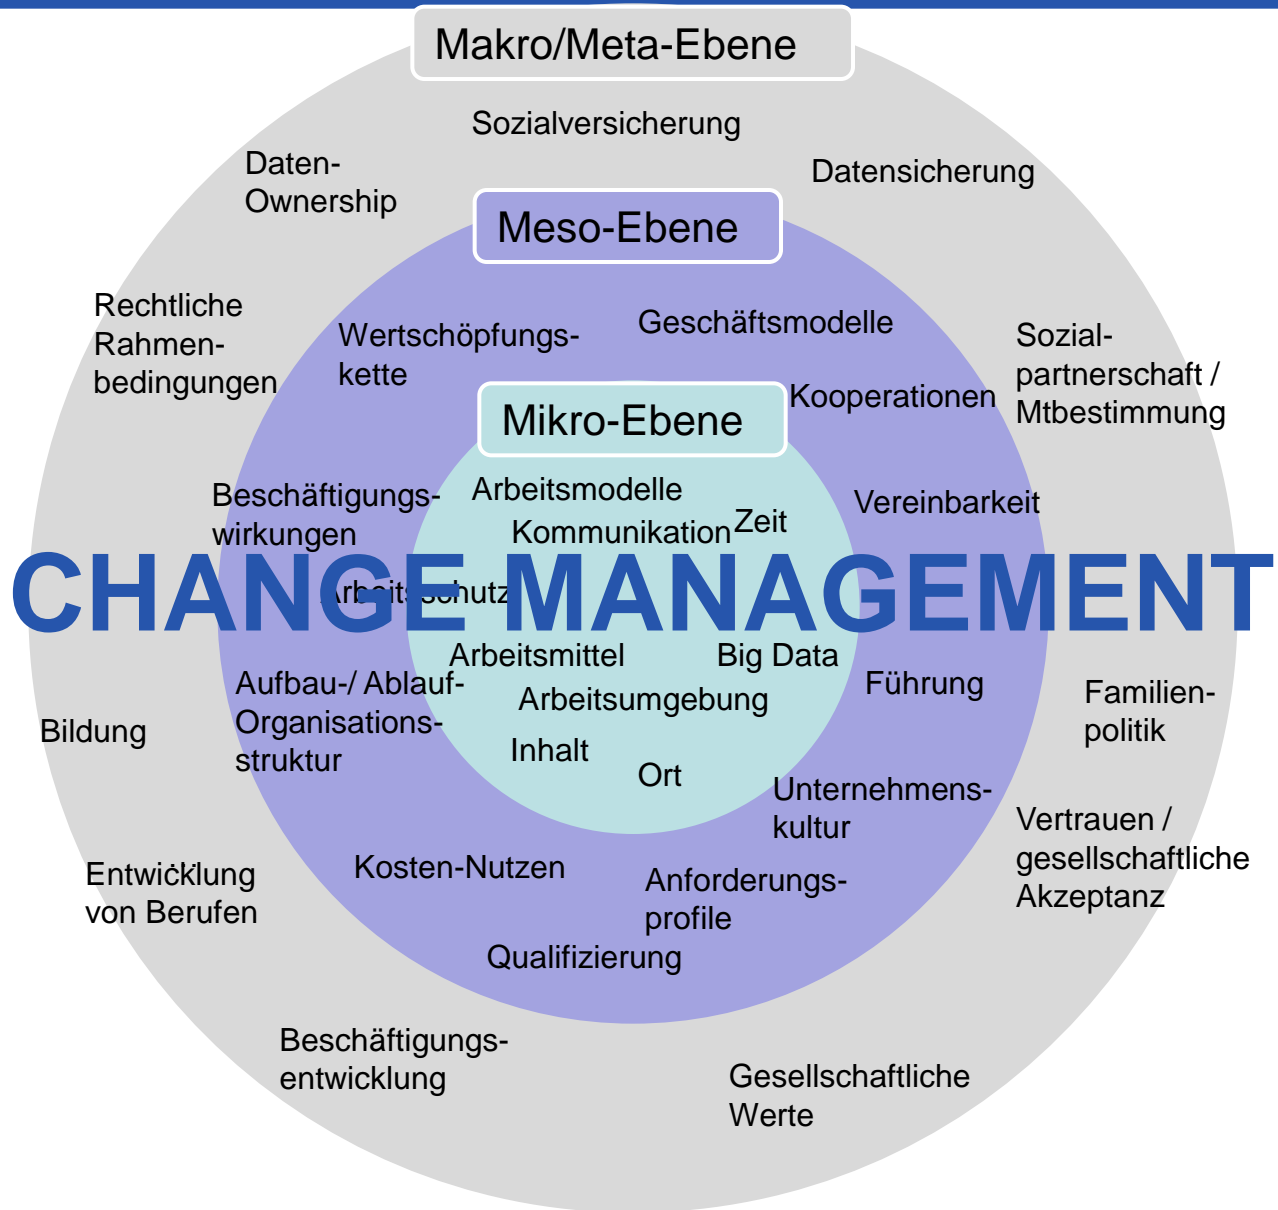 Makro/Meta-Ebene
Sozialversicherung
Daten-
Ownership
Datensicherung
Meso-Ebene
Rechtliche
Rahmen-
bedingungen
Wertschöpfungs-
kette
Geschäftsmodelle
Sozial-
partnerschaft /
Mtbestimmung
Kooperationen
Mikro-Ebene
Beschäftigungs-
wirkungen
Arbeitsmodelle
Kommunikation
Zeit
Vereinbarkeit
Arbeitsschutz
CHANGE MANAGEMENT
Arbeitsmittel
Big Data
Aufbau-/ Ablauf-
Organisations-
struktur
Arbeitsumgebung
Führung
Familien-
politik
Bildung
Inhalt
Ort
Unternehmens-
kultur
Vertrauen /
gesellschaftliche
Akzeptanz
Entwicklung
von Berufen
...
Kosten-Nutzen
Anforderungs-
profile
Qualifizierung
Beschäftigungs-
entwicklung
Gesellschaftliche
Werte